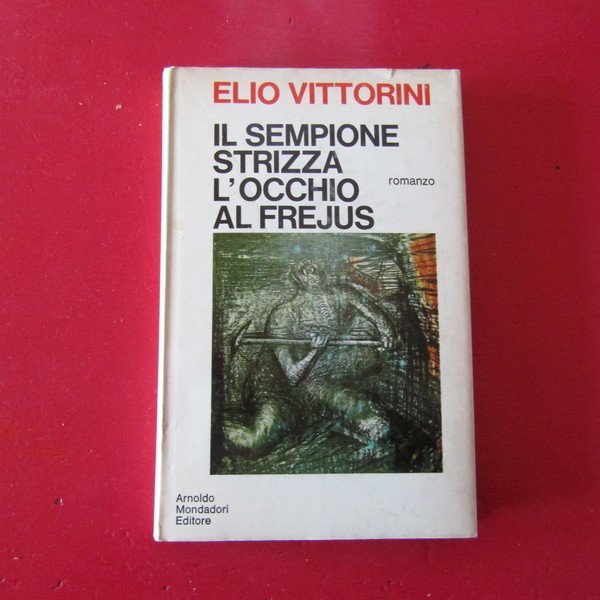 ELIO VITTORINI
IL SEMPIONE
STRIZZA
L'OCCHIO
AL FREJUS
romanzo
Arnoldo
Mondadori
Editore